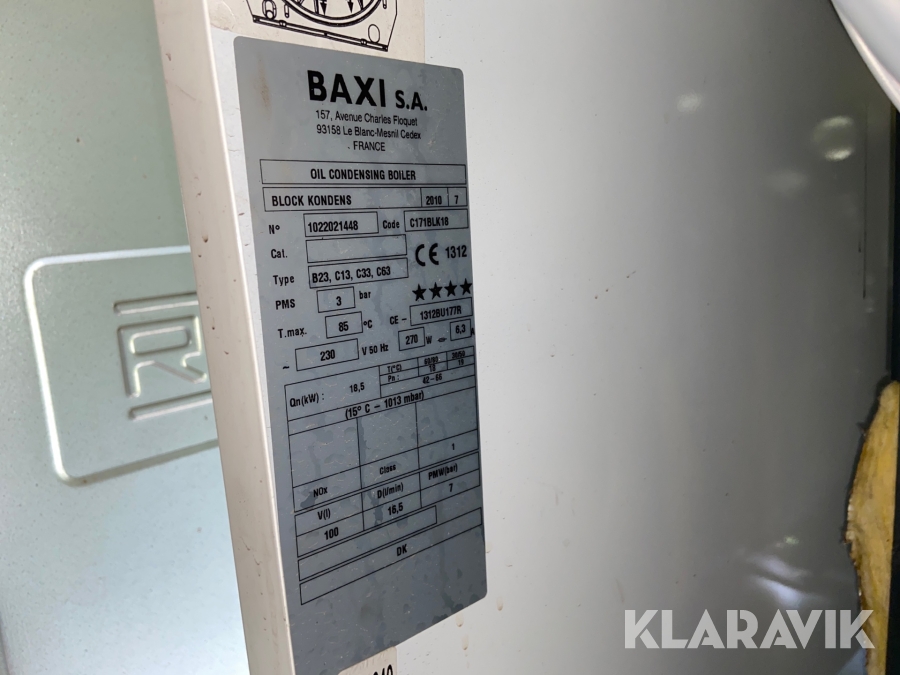 BAXI S.A.
157, Avenue Charles Floquet
93158 Le Blanc-Mesnil Cedex
FRANCE
OIL CONDENSING BOILER
BLOCK KONDENS 2010 7
N° 1022021448 Code C171BLK18
Cal. CE 1312
Type B23, C13, C33, C63
PMS 3 bar ★★★★
T.max. 85 °C CE – 1312BU177R
~ 230 V 50 Hz 270 W 6,3 A
Qn(kW) : 18,5 T(°C)
Pn :
42–66
(15° C – 1013 mbar)
NOx Class 1
V(l) D(l/min) PMW(bar)
100 18,5 7
DK
KLARAVIK